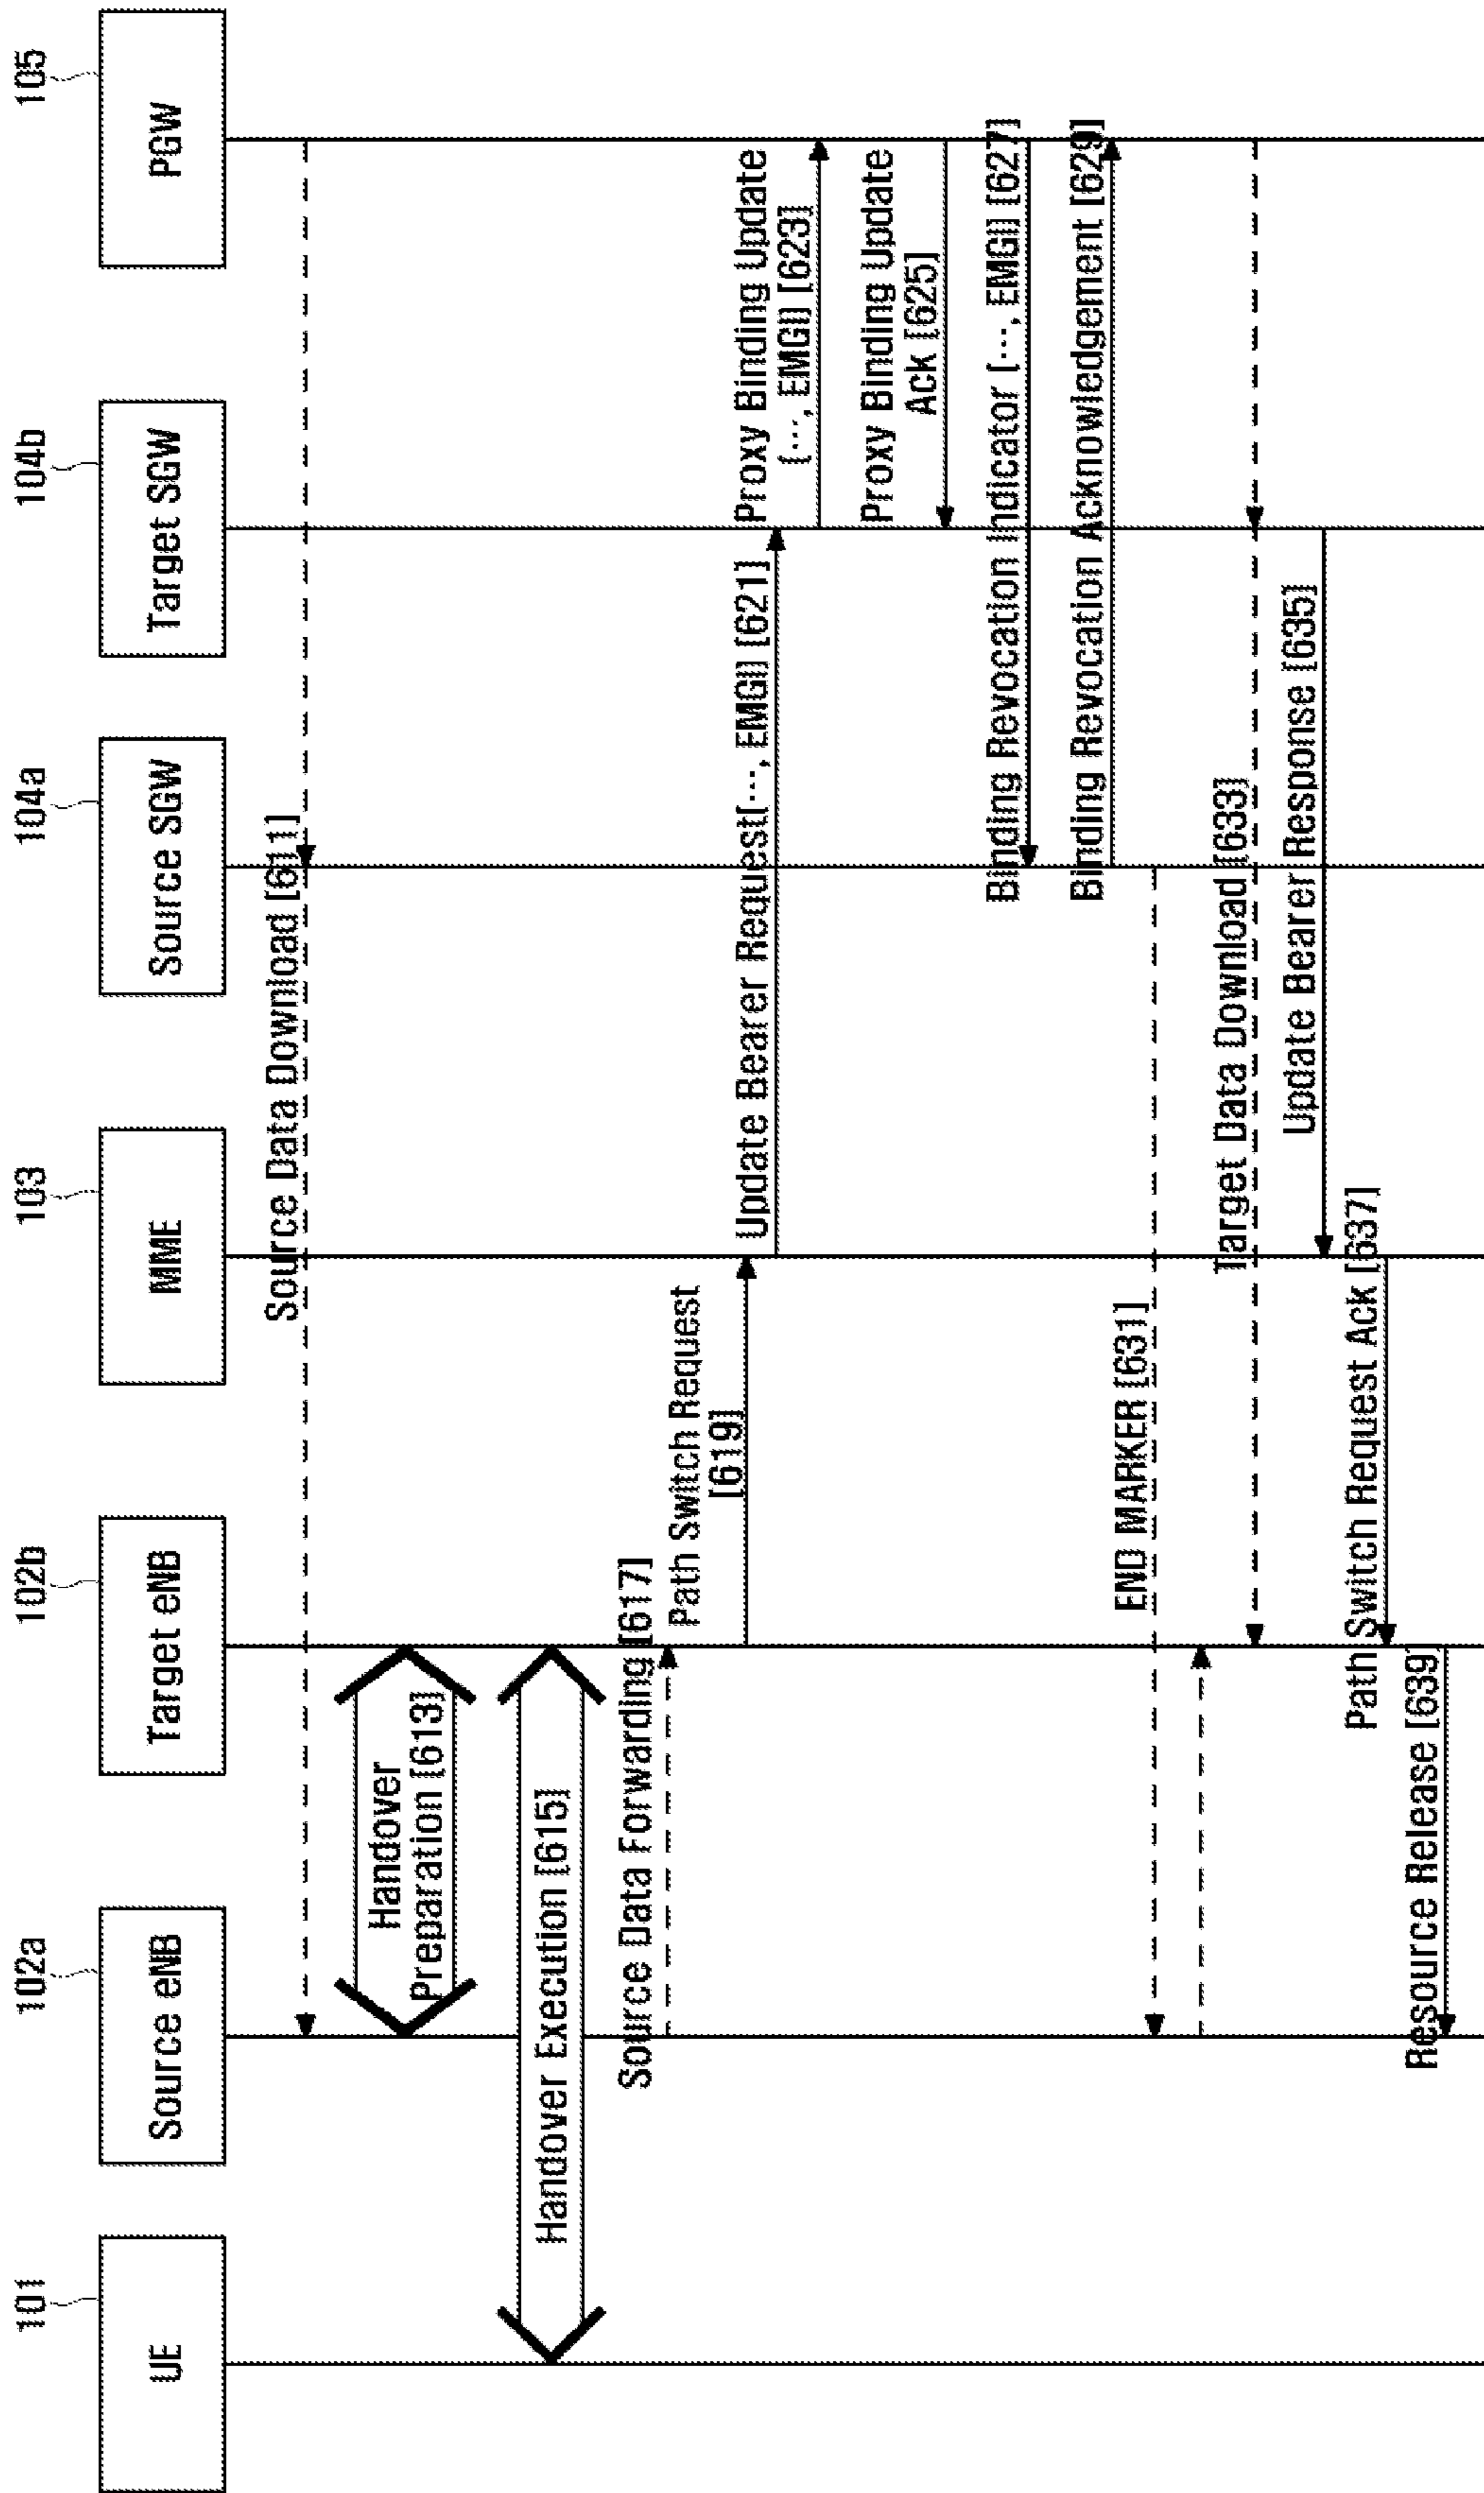 101
102a
102b
103
104a
104b
105
UE
Source eNB
Target eNB
MME
Source SGW
Target SGW
PGW
Source Data Download [611]
Handover
Preparation [613]
Handover Execution [615]
Source Data Forwarding [617]
Path Switch Request
[619]
Update Bearer Request(···, EMGI) [621]
Proxy Binding Update
(···, EMGI) [623]
Proxy Binding Update
Ack [625]
Binding Revocation Indicator (···, EMGI) [627]
Binding Revocation Acknowledgement [629]
END MARKER [631]
Target Data Download [633]
Update Bearer Response [635]
Path Switch Request Ack [637]
Resource Release [639]